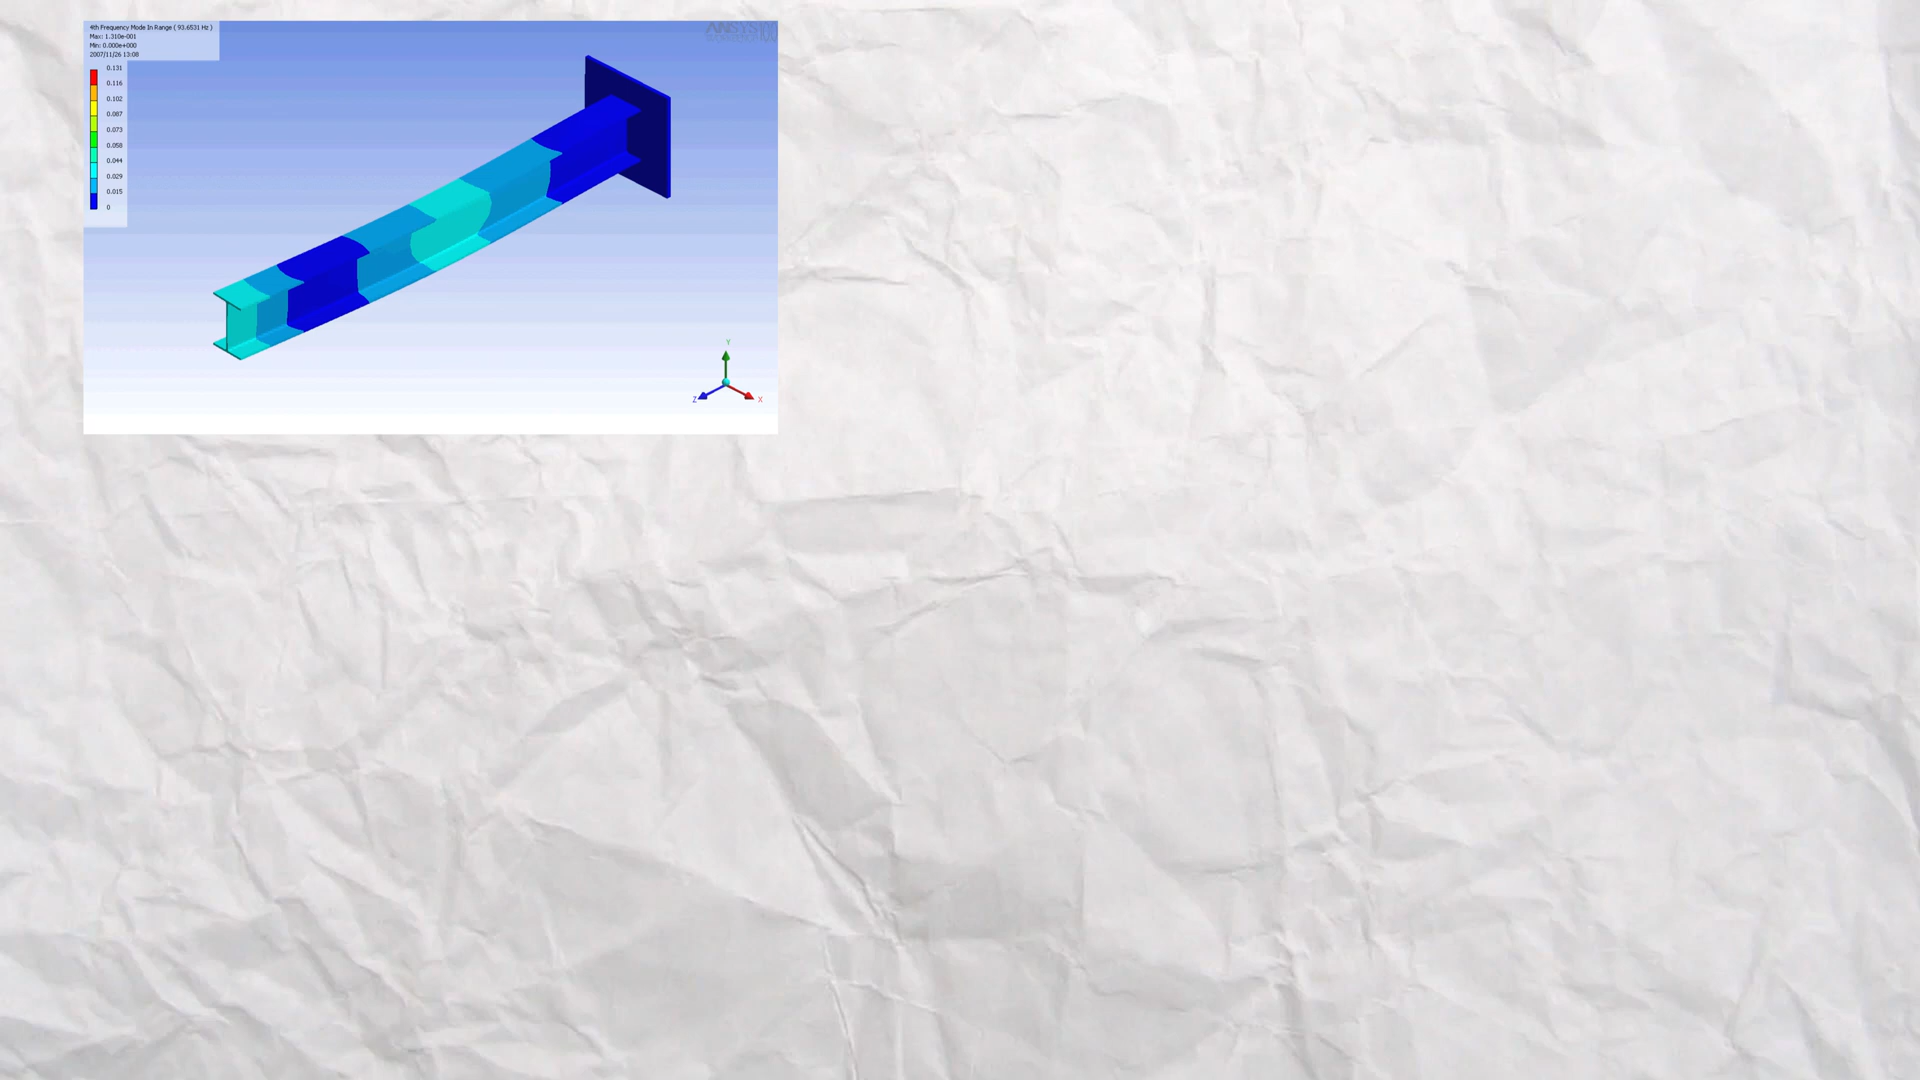 4th Frequency Mode In Range ( 93.6531 Hz )
Max: 1.310e-001
Min: 0.000e+000
2007/11/26 13:08
0.131
0.116
0.102
0.087
0.073
0.058
0.044
0.029
0.015
0
ANSYS
Y
Z
X